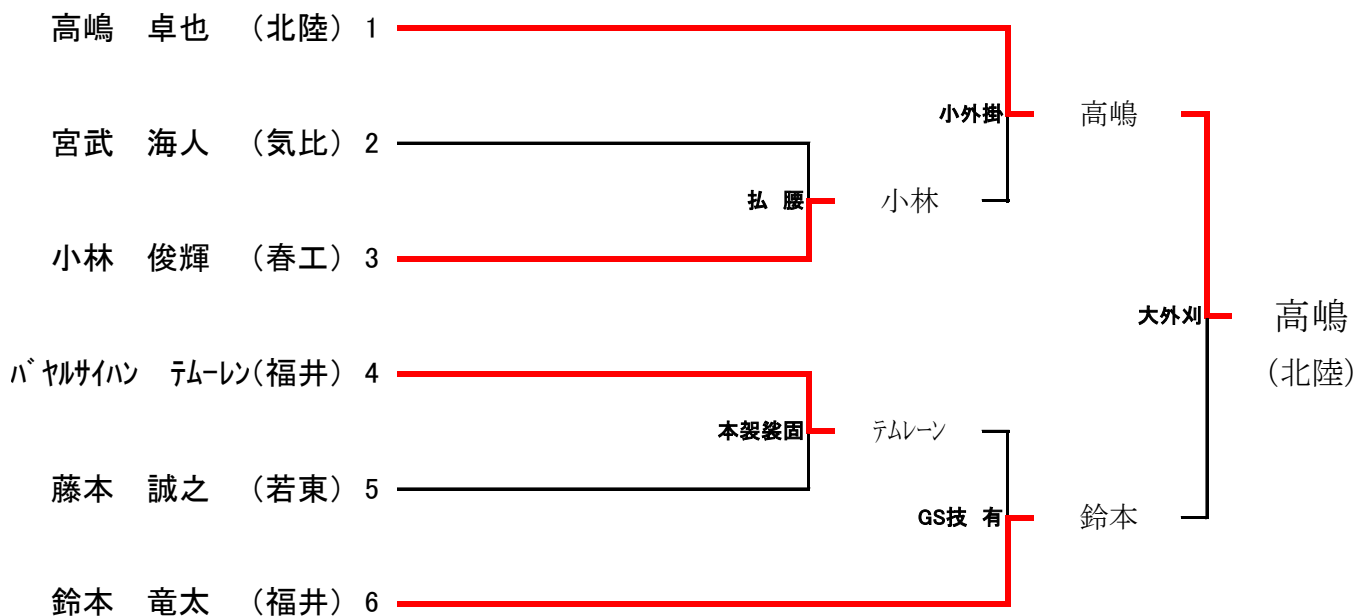 高嶋　卓也　（北陸） 1
小外掛　高嶋
宮武　海人　（気比） 2
払 腰　小林
小林　俊輝　（春工） 3
大外刈　高嶋
ﾊﾞﾔﾙｻｲﾊﾝ　ﾃﾑｰﾚﾝ(福井) 4
（北陸）
本袈裟固　ﾃﾑﾚｰﾝ
藤本　誠之　（若東） 5
GS技 有　鈴本
鈴本　竜太　（福井） 6